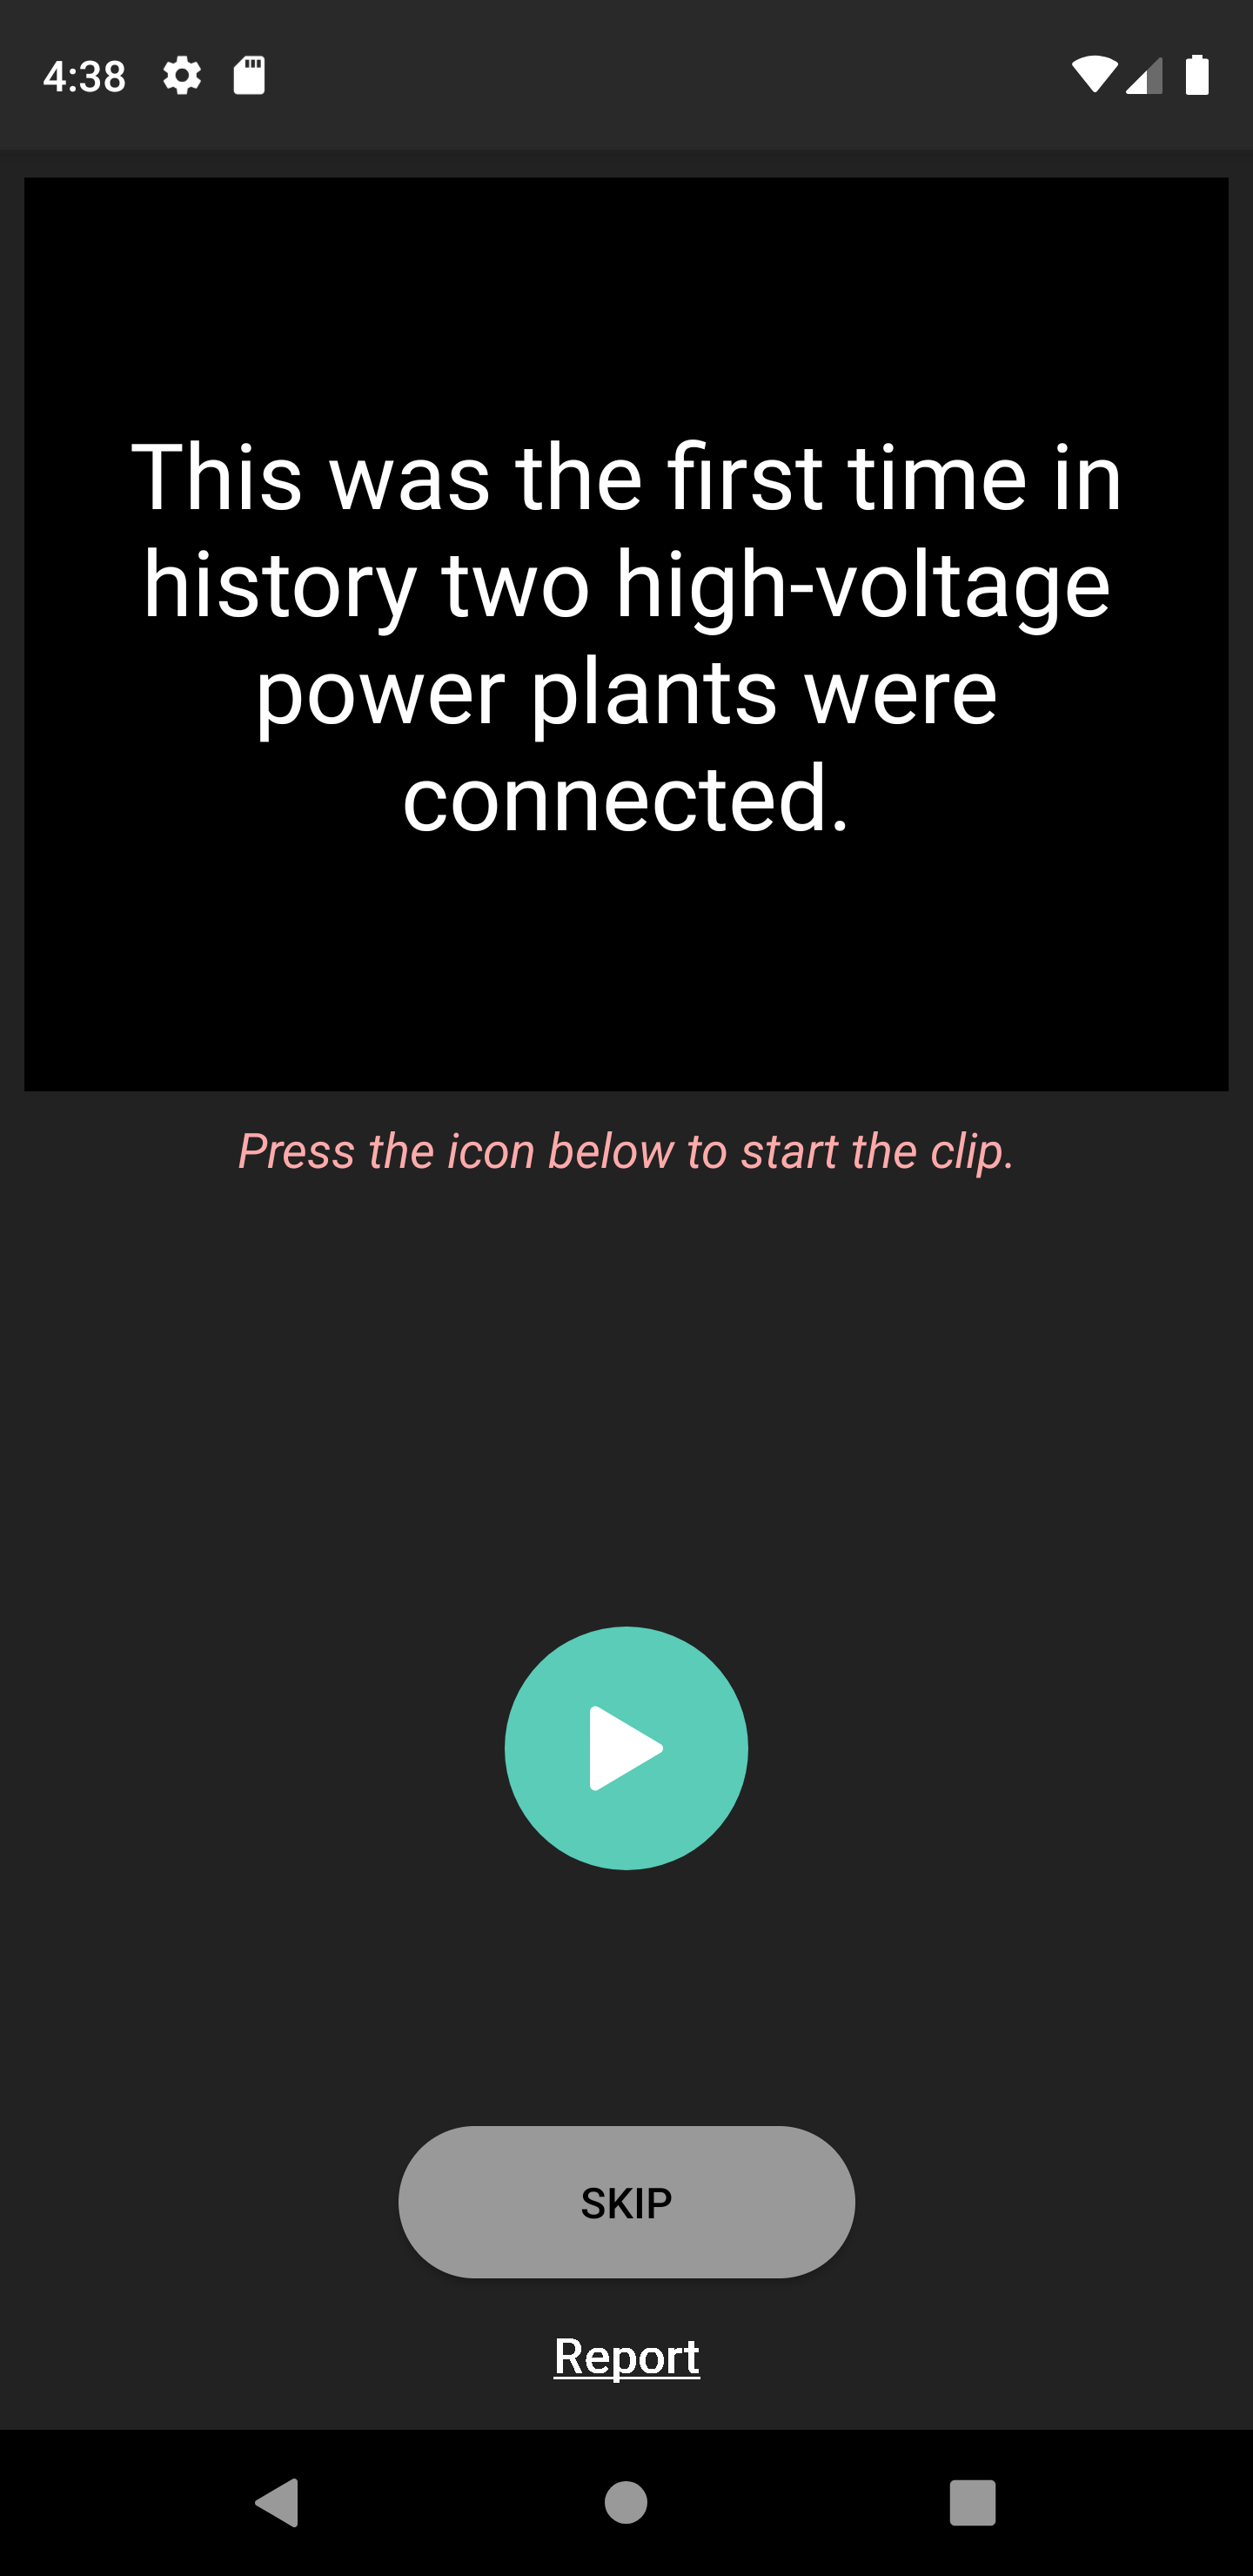 4:38
This was the first time in
history two high-voltage
power plants were
connected.
Press the icon below to start the clip.
SKIP
Report